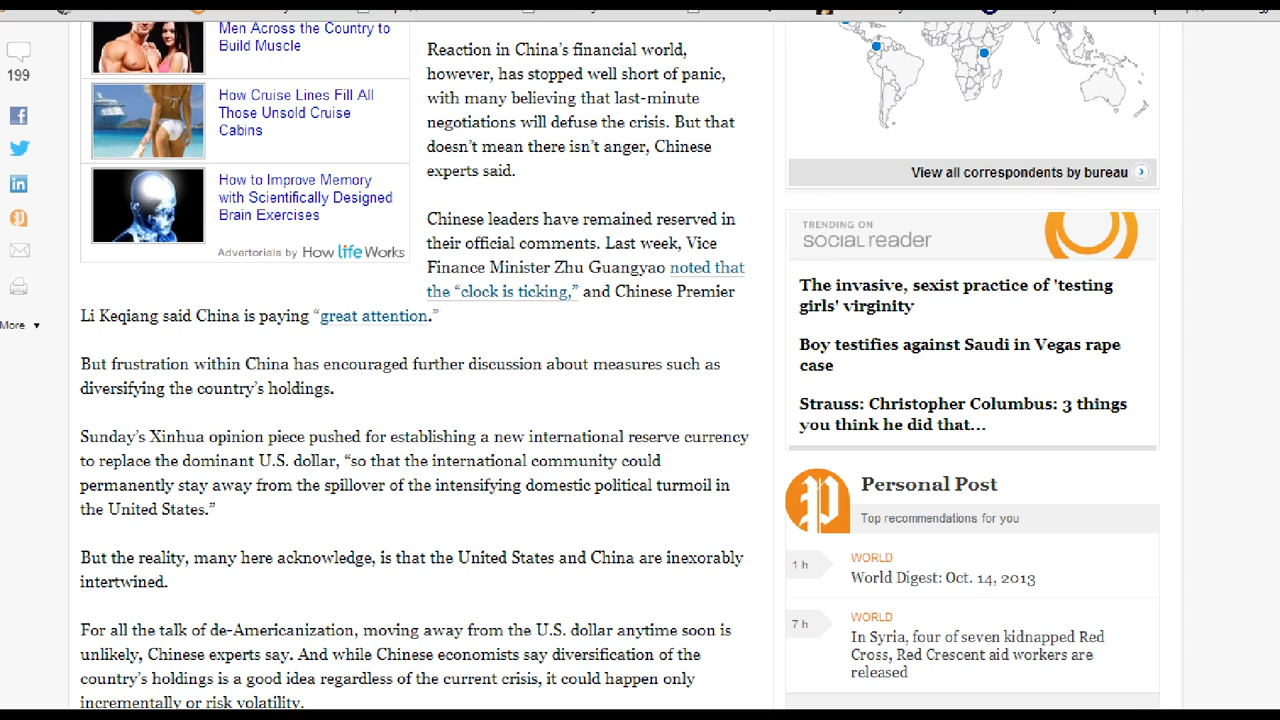 199
More ▼
Men Across the Country to
Build Muscle
How Cruise Lines Fill All
Those Unsold Cruise
Cabins
How to Improve Memory
with Scientifically Designed
Brain Exercises
Advertorials by How life Works
Reaction in China’s financial world,
however, has stopped well short of panic,
with many believing that last-minute
negotiations will defuse the crisis. But that
doesn’t mean there isn’t anger, Chinese
experts said.
Chinese leaders have remained reserved in
their official comments. Last week, Vice
Finance Minister Zhu Guangyao noted that
the “clock is ticking,” and Chinese Premier
Li Keqiang said China is paying “great attention.”
But frustration within China has encouraged further discussion about measures such as
diversifying the country’s holdings.
Sunday’s Xinhua opinion piece pushed for establishing a new international reserve currency
to replace the dominant U.S. dollar, “so that the international community could
permanently stay away from the spillover of the intensifying domestic political turmoil in
the United States.”
But the reality, many here acknowledge, is that the United States and China are inexorably
intertwined.
For all the talk of de-Americanization, moving away from the U.S. dollar anytime soon is
unlikely, Chinese experts say. And while Chinese economists say diversification of the
country’s holdings is a good idea regardless of the current crisis, it could happen only
incrementally or risk volatility.
View all correspondents by bureau
TRENDING ON
socıal reader
The invasive, sexist practice of 'testing
girls' virginity
Boy testifies against Saudi in Vegas rape
case
Strauss: Christopher Columbus: 3 things
you think he did that...
Personal Post
Top recommendations for you
1 h
WORLD
World Digest: Oct. 14, 2013
7 h
WORLD
In Syria, four of seven kidnapped Red
Cross, Red Crescent aid workers are
released